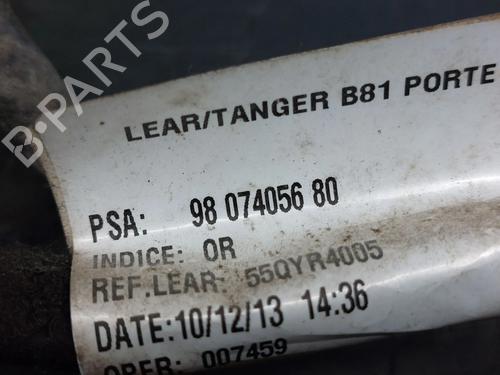 B-PARTS
LEAR/TANGER B81 PORTE
PSA: 98 074056 80
INDICE: OR
REF.LEAR: 55QYR4005
DATE:10/12/13 14:36
OPER: 007459